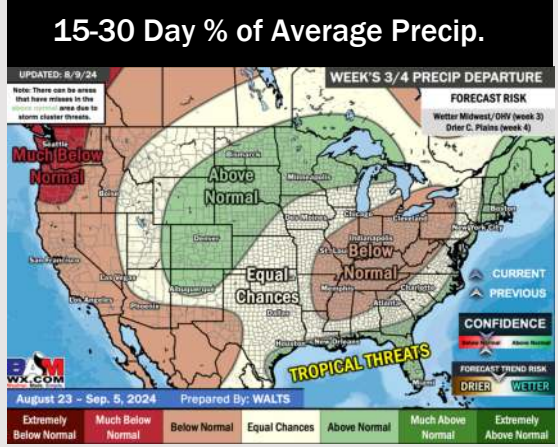 15-30 Day % of Average Precip.
UPDATED: 8/9/24
WEEK'S 3/4 PRECIP DEPARTURE
Note: There can be areas
that have misses in the
above normal area due to
storm cluster threats.
FORECAST RISK
Wetter Midwest/OHV (week 3)
Drier C. Plains (week 4)
Seattle
Much Below
Normal
Bismarck
Above
Normal
Minneapolis
Boise
Boston
Des Moines
Chicago
Cleveland
New York City
Denver
Indianapolis
St. Lou
Below
Normal
San Francisco
Las Vegas
Equal
Chances
CURRENT
PREVIOUS
Los Angeles
Phoenix
Albuquerque
Memphis
Charlotte
Atlanta
Dallas
CONFIDENCE
Below Normal
Above Normal
Houston
New Orleans
TROPICAL THREATS
Miami
FORECAST TREND RISK
DRIER
WETTER
BAM
WX.COM
August 23 – Sep. 5, 2024
Prepared By: WALTS
Extremely
Below Normal
Much Below
Normal
Below Normal
Equal Chances
Above Normal
Much Above
Normal
Extremely
Above Normal